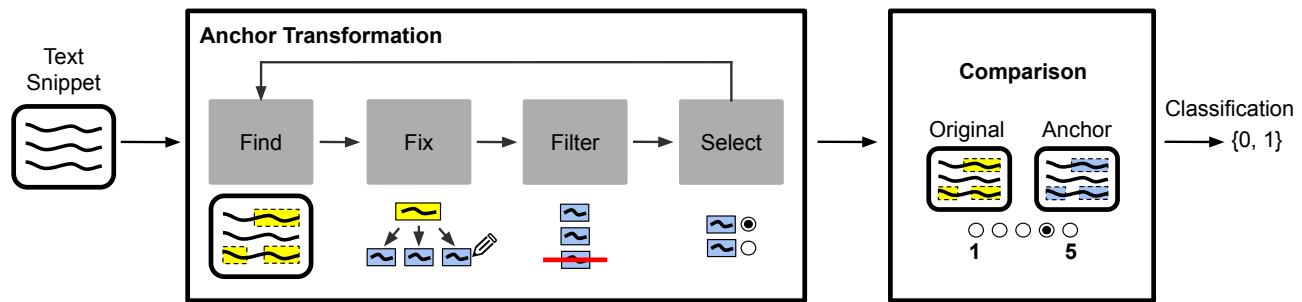 Text
Snippet
Anchor Transformation
Find
Fix
Filter
Select
Comparison
Original Anchor
1 5
Classification
{0, 1}